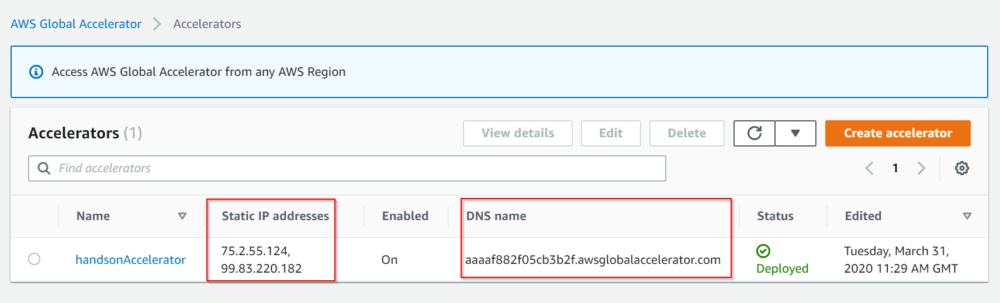 AWS Global Accelerator > Accelerators
Access AWS Global Accelerator from any AWS Region
Accelerators (1)
View details
Edit
Delete
Create accelerator
Find accelerators
1
Name
Static IP addresses
Enabled
DNS name
Status
Edited
handsonAccelerator
75.2.55.124,
99.83.220.182
On
aaaaf882f05cb3b2f.awsglobalaccelerator.com
Deployed
Tuesday, March 31,
2020 11:29 AM GMT